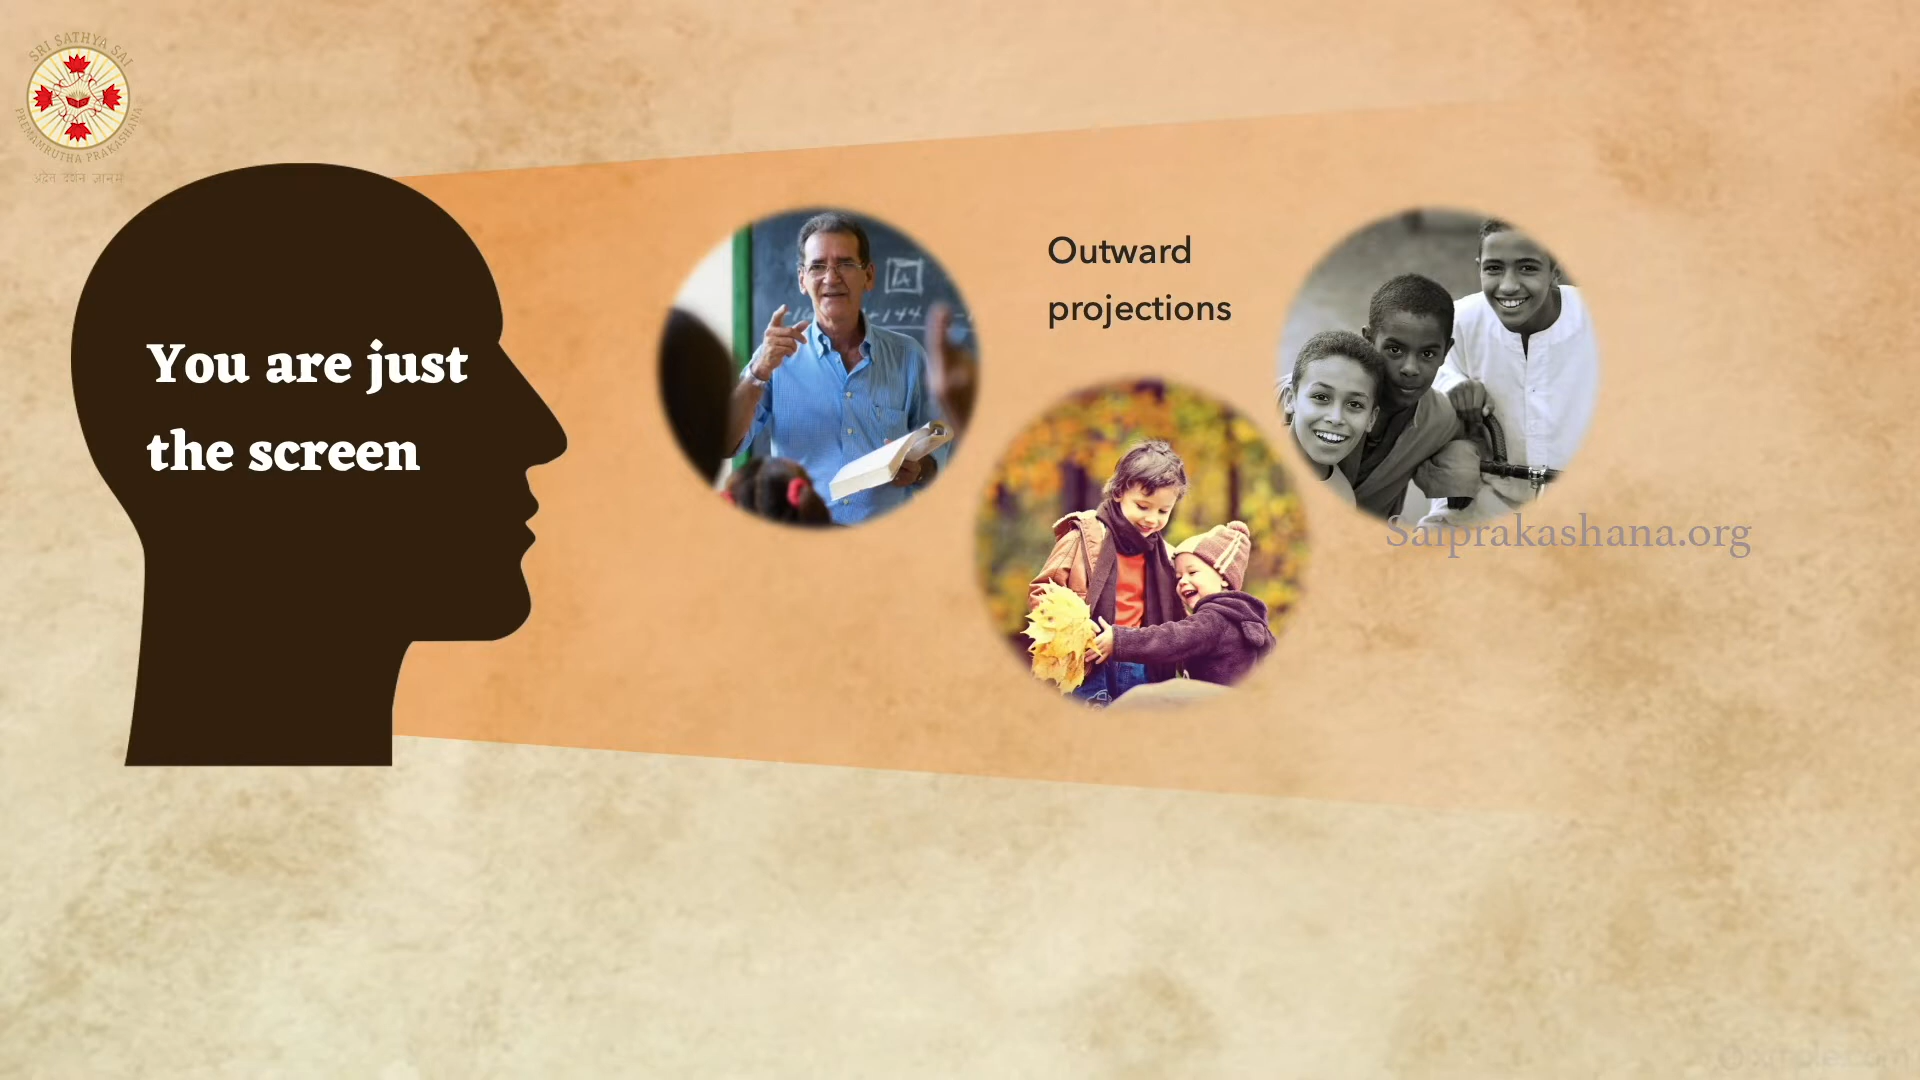 SRI SATHYA SAI
PREMAMRUTHA PRAKASHANA
You are just
the screen
Outward
projections
Saiprakashana.org